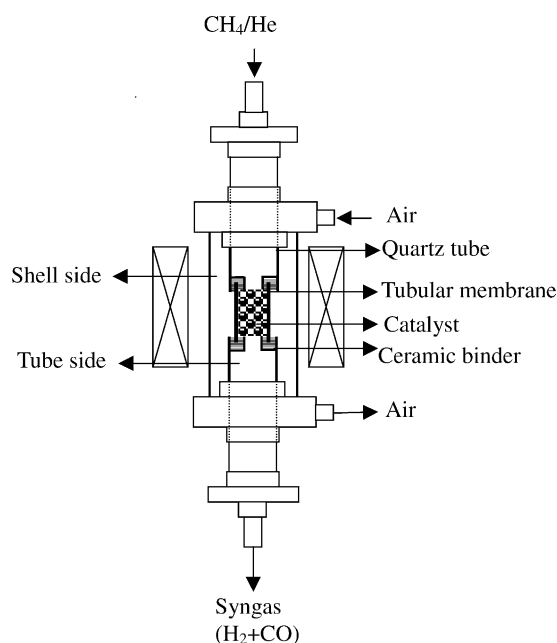 CH₄/He
Air
Quartz tube
Shell side
Tubular membrane
Catalyst
Ceramic binder
Tube side
Air
Syngas
(H₂+CO)